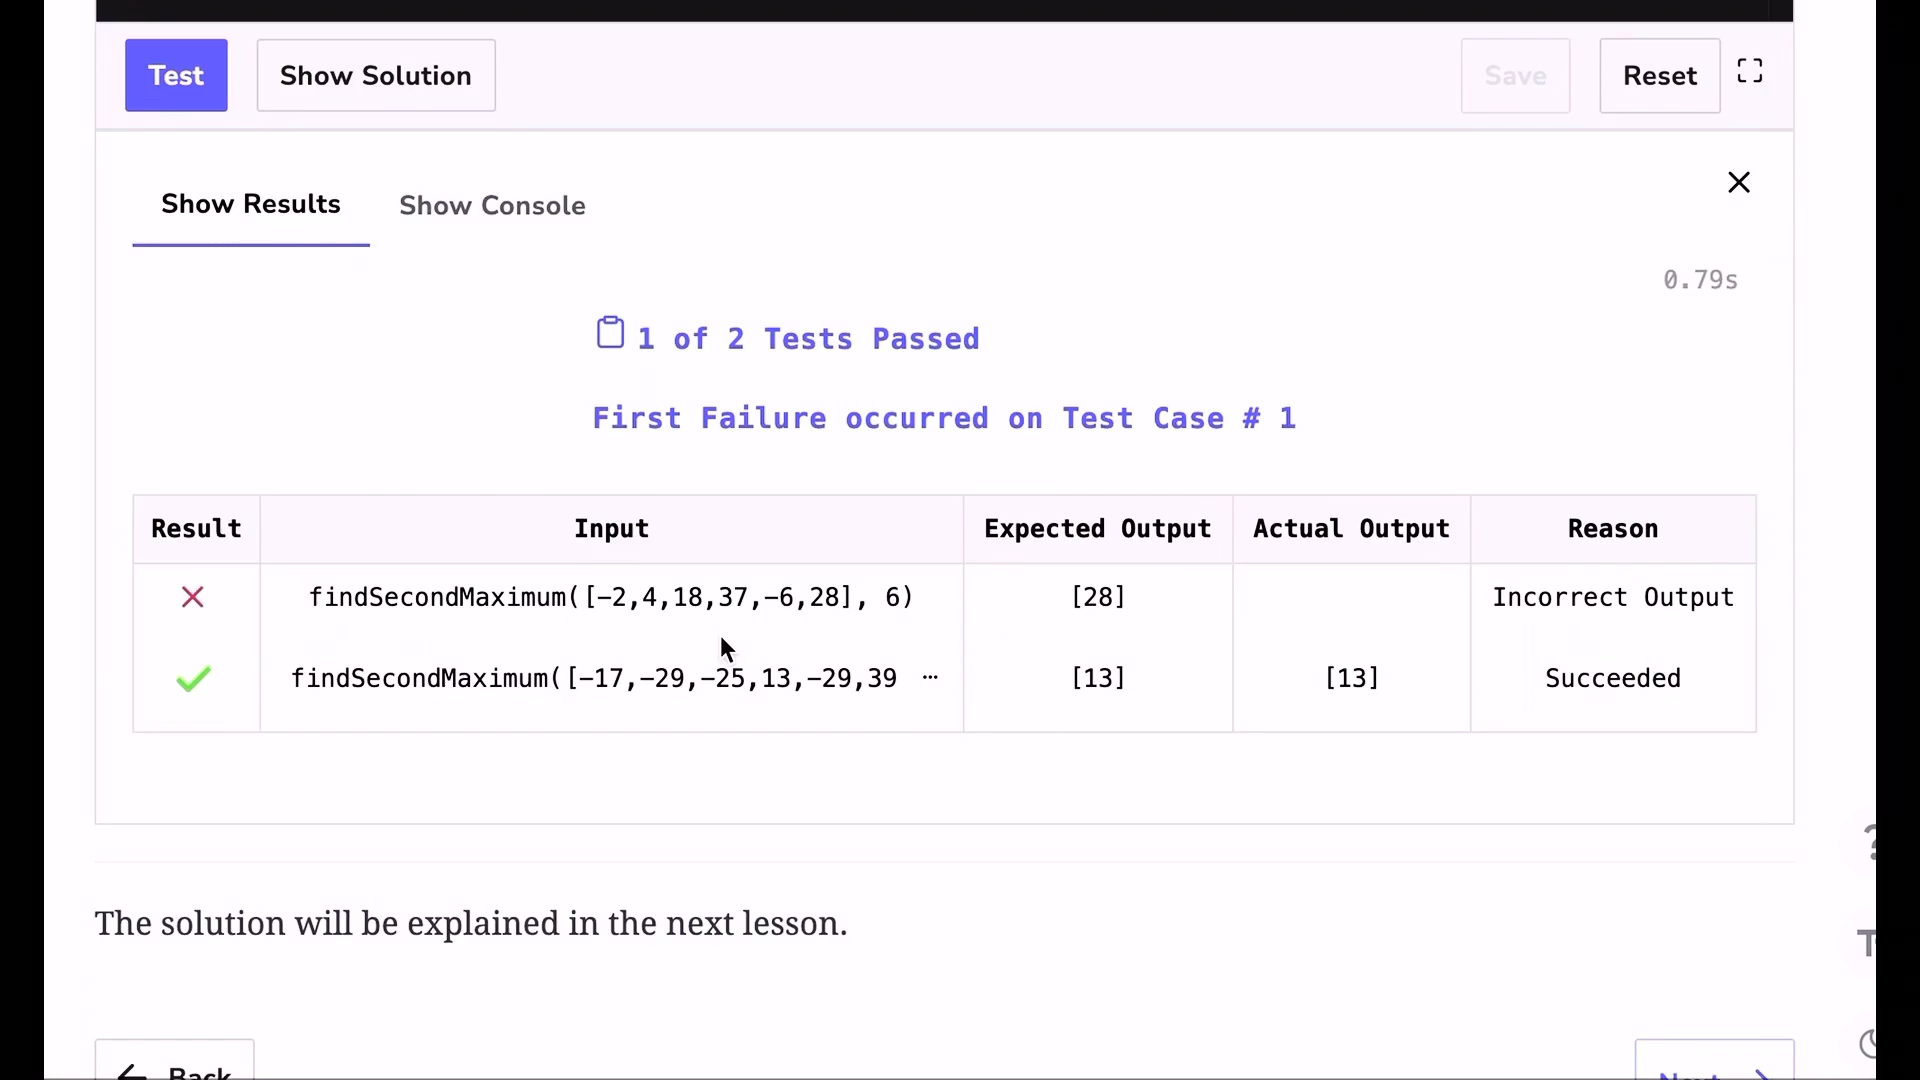 Test
Show Solution
Save
Reset
Show Results
Show Console
0.79s
1 of 2 Tests Passed
First Failure occurred on Test Case # 1
Result Input Expected Output Actual Output Reason
findSecondMaximum([-2,4,18,37,-6,28], 6) [28] Incorrect Output
findSecondMaximum([-17,-29,-25,13,-29,39 ··· [13] [13] Succeeded
The solution will be explained in the next lesson.
Back
Next